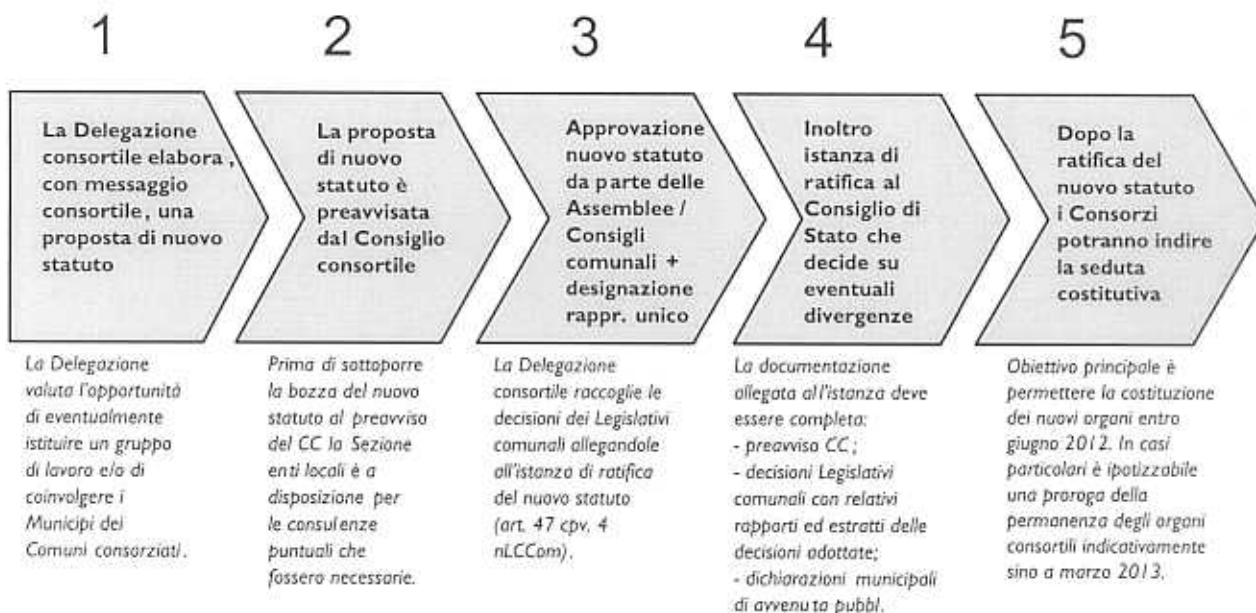 1
2
3
4
5
La Delegazione
consortile elabora,
con messaggio
consortile, una
proposta di nuovo
statuto
La proposta
di nuovo
statuto è
preavvisata
dal Consiglio
consortile
Approvazione
nuovo statuto
da parte delle
Assemblee /
Consigli
comunali +
designazione
rappr. unico
Inoltro
istanza di
ratifica al
Consiglio di
Stato che
decide su
eventuali
divergenze
Dopo la
ratifica del
nuovo statuto
i Consorzi
potranno indire
la seduta
costitutiva
La Delegazione
valuta l'opportunità
di eventualmente
istituire un gruppo
di lavoro e/o di
coinvolgere i
Municipi dei
Comuni consorziati.
Prima di sottoporre
la bozza del nuovo
statuto al preavviso
del CC la Sezione
enti locali è a
disposizione per
le consulenze
puntuali che
fossero necessarie.
La Delegazione
consortile raccoglie le
decisioni dei Legislativi
comunali allegandole
all'istanza di ratifica
del nuovo statuto
(art. 47 cpv. 4
nLCCom).
La documentazione
allegata all'istanza deve
essere completa:
- preavviso CC;
- decisioni Legislativi
comunali con relativi
rapporti ed estratti delle
decisioni adottate;
- dichiarazioni municipali
di avvenuta pubbl.
Obiettivo principale è
permettere la costituzione
dei nuovi organi entro
giugno 2012. In casi
particolari è ipotizzabile
una proroga della
permanenza degli organi
consortili indicativamente
sino a marzo 2013.